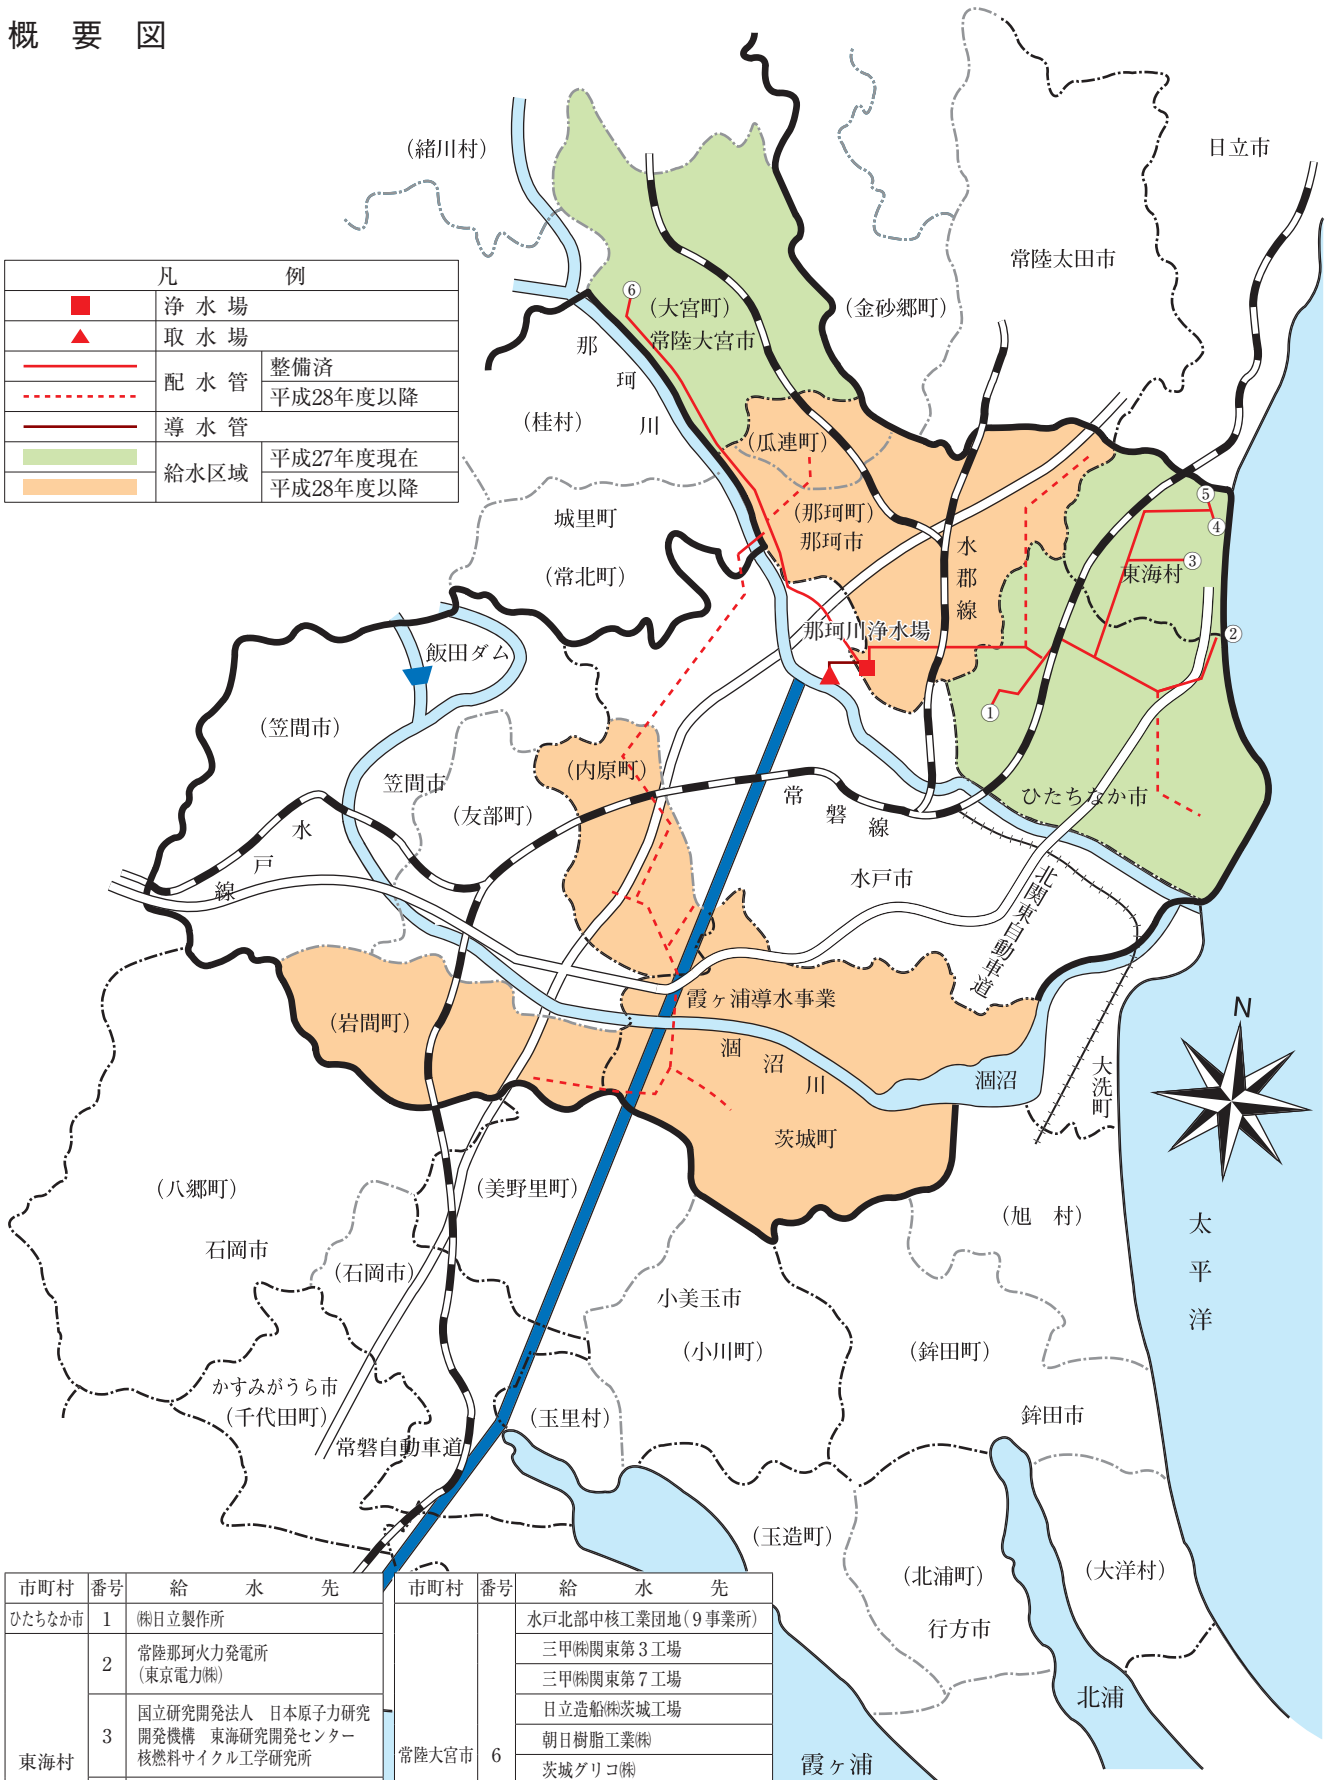 概要図
凡例
浄水場
取水場
配水管
整備済
平成28年度以降
導水管
給水区域
平成27年度現在
平成28年度以降
(緒川村)
日立市
常陸太田市
(金砂郷町)
⑥
(大宮町)
常陸大宮市
那珂川
(桂村)
(瓜連町)
城里町
(常北町)
(那珂町)
那珂市
水郡線
⑤
④
③
東海村
②
那珂川浄水場
①
飯田ダム
(笠間市)
笠間市
(友部町)
(内原町)
常磐線
ひたちなか市
水戸線
水戸市
北関東自動車道
霞ヶ浦導水事業
(岩間町)
涸沼川
涸沼
大洗町
茨城町
N
(八郷町)
石岡市
(石岡市)
(美野里町)
(旭村)
太平洋
小美玉市
(小川町)
(鉾田町)
かすみがうら市
(千代田町)
常磐自動車道
(玉里村)
鉾田市
(玉造町)
(北浦町)
行方市
(大洋村)
北浦
霞ヶ浦
市町村 番号 給水先
ひたちなか市 1 ㈱日立製作所
東海村
2 常陸那珂火力発電所
(東京電力㈱)
3 国立研究開発法人 日本原子力研究
開発機構 東海研究開発センター
核燃料サイクル工学研究所
市町村 番号 給水先
常陸大宮市 6
水戸北部中核工業団地(9事業所)
三甲㈱関東第3工場
三甲㈱関東第7工場
日立造船㈱茨城工場
朝日樹脂工業㈱
茨城グリコ㈱